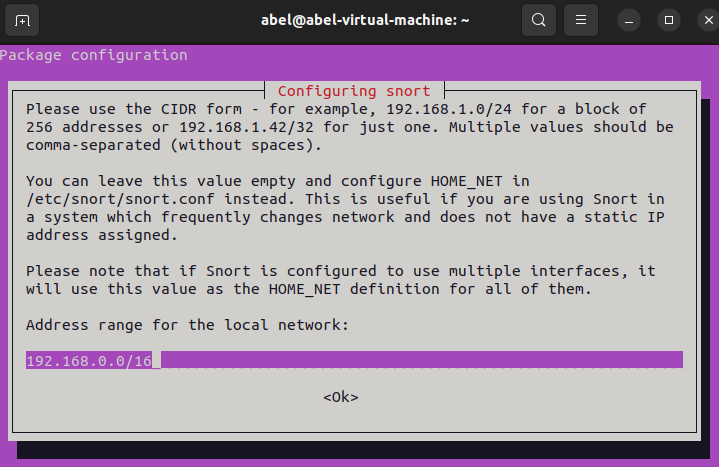 abel@abel-virtual-machine: ~
Package configuration
Configuring snort
Please use the CIDR form - for example, 192.168.1.0/24 for a block of
256 addresses or 192.168.1.42/32 for just one. Multiple values should be
comma-separated (without spaces).
You can leave this value empty and configure HOME_NET in
/etc/snort/snort.conf instead. This is useful if you are using Snort in
a system which frequently changes network and does not have a static IP
address assigned.
Please note that if Snort is configured to use multiple interfaces, it
will use this value as the HOME_NET definition for all of them.
Address range for the local network:
192.168.0.0/16
<Ok>